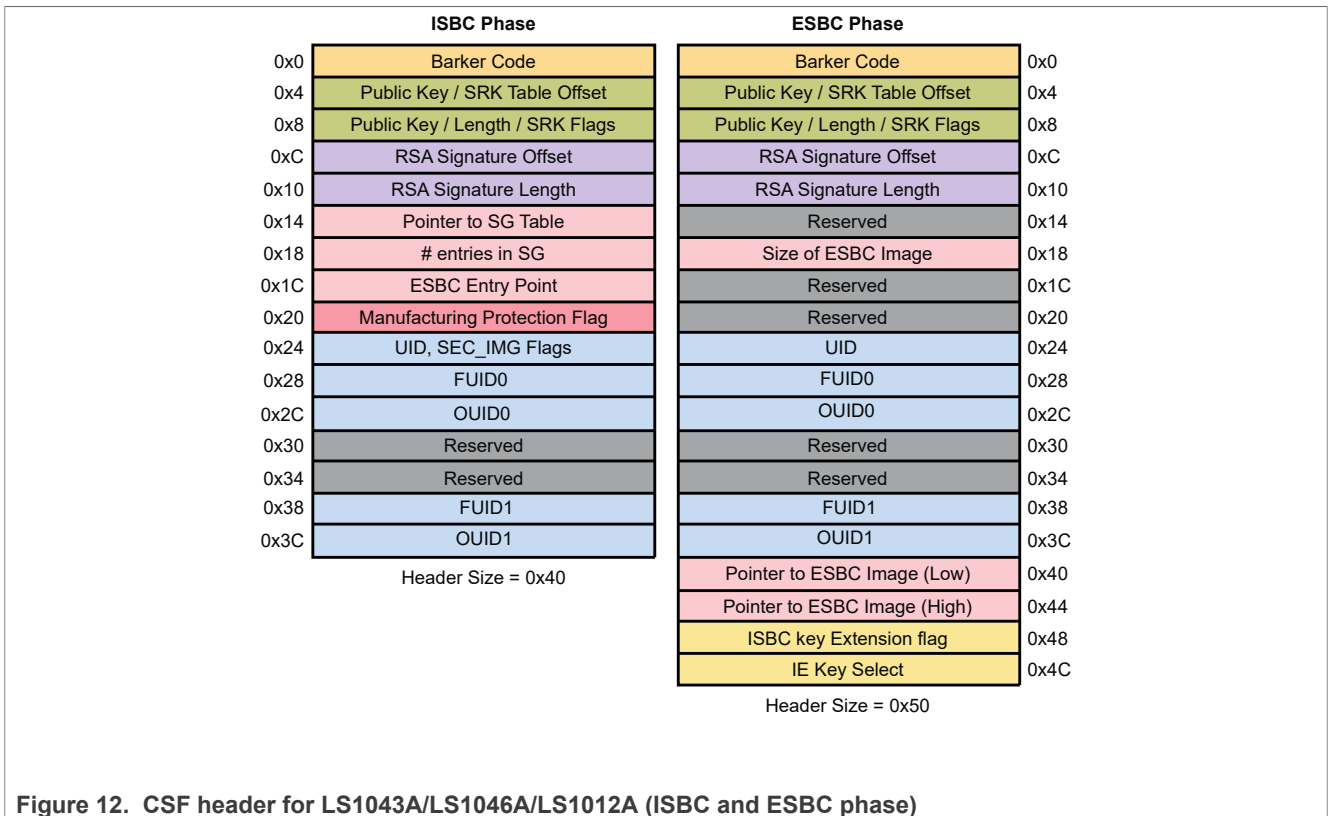 ISBC Phase ESBC Phase
0x0 Barker Code Barker Code 0x0
0x4 Public Key / SRK Table Offset Public Key / SRK Table Offset 0x4
0x8 Public Key / Length / SRK Flags Public Key / Length / SRK Flags 0x8
0xC RSA Signature Offset RSA Signature Offset 0xC
0x10 RSA Signature Length RSA Signature Length 0x10
0x14 Pointer to SG Table Reserved 0x14
0x18 # entries in SG Size of ESBC Image 0x18
0x1C ESBC Entry Point Reserved 0x1C
0x20 Manufacturing Protection Flag Reserved 0x20
0x24 UID, SEC_IMG Flags UID 0x24
0x28 FUID0 FUID0 0x28
0x2C OUID0 OUID0 0x2C
0x30 Reserved Reserved 0x30
0x34 Reserved Reserved 0x34
0x38 FUID1 FUID1 0x38
0x3C OUID1 OUID1 0x3C
Header Size = 0x40 Pointer to ESBC Image (Low) 0x40
Pointer to ESBC Image (High) 0x44
ISBC key Extension flag 0x48
IE Key Select 0x4C
Header Size = 0x50
Figure 12. CSF header for LS1043A/LS1046A/LS1012A (ISBC and ESBC phase)